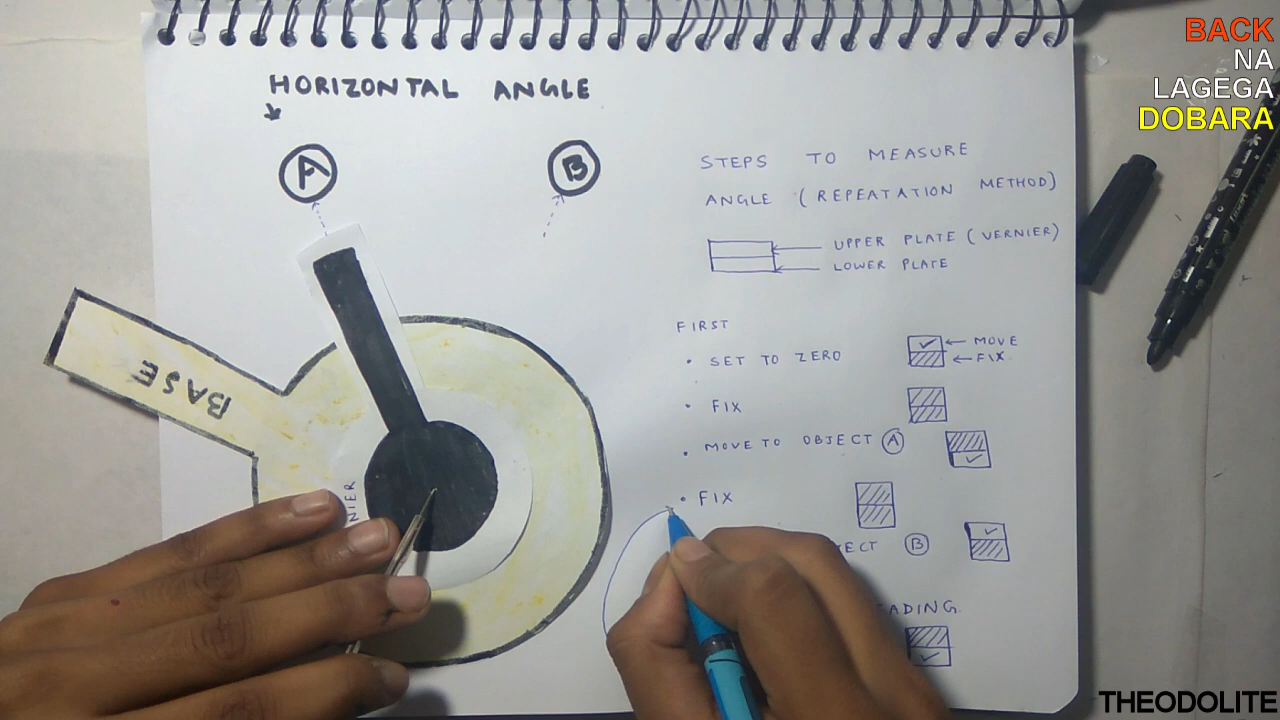 BACK
NA
LAGEGA
DOBARA
HORIZONTAL ANGLE
A
B
STEPS TO MEASURE
ANGLE (REPEATATION METHOD)
UPPER PLATE (VERNIER)
LOWER PLATE
FIRST
• SET TO ZERO
MOVE
FIX
• FIX
• MOVE TO OBJECT A
• FIX
B
BASE
THEODOLITE